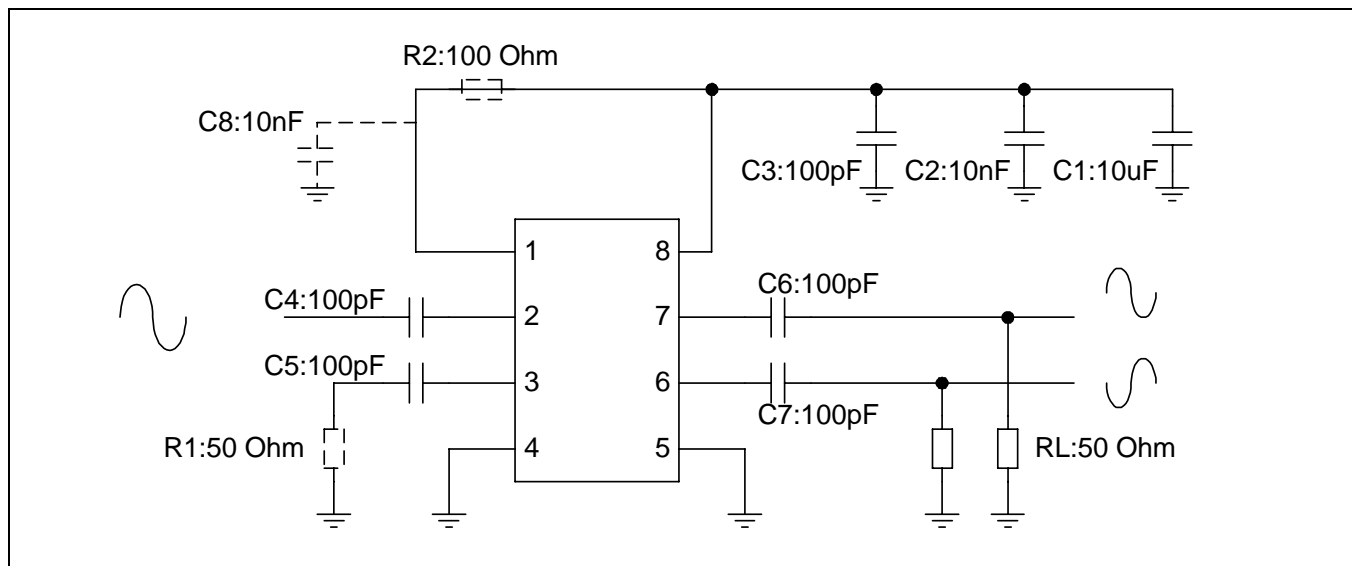 R2:100 Ohm
C8:10nF
C3:100pF
C2:10nF
C1:10uF
1
8
C4:100pF
2
7
C6:100pF
C5:100pF
3
6
C7:100pF
R1:50 Ohm
4
5
RL:50 Ohm